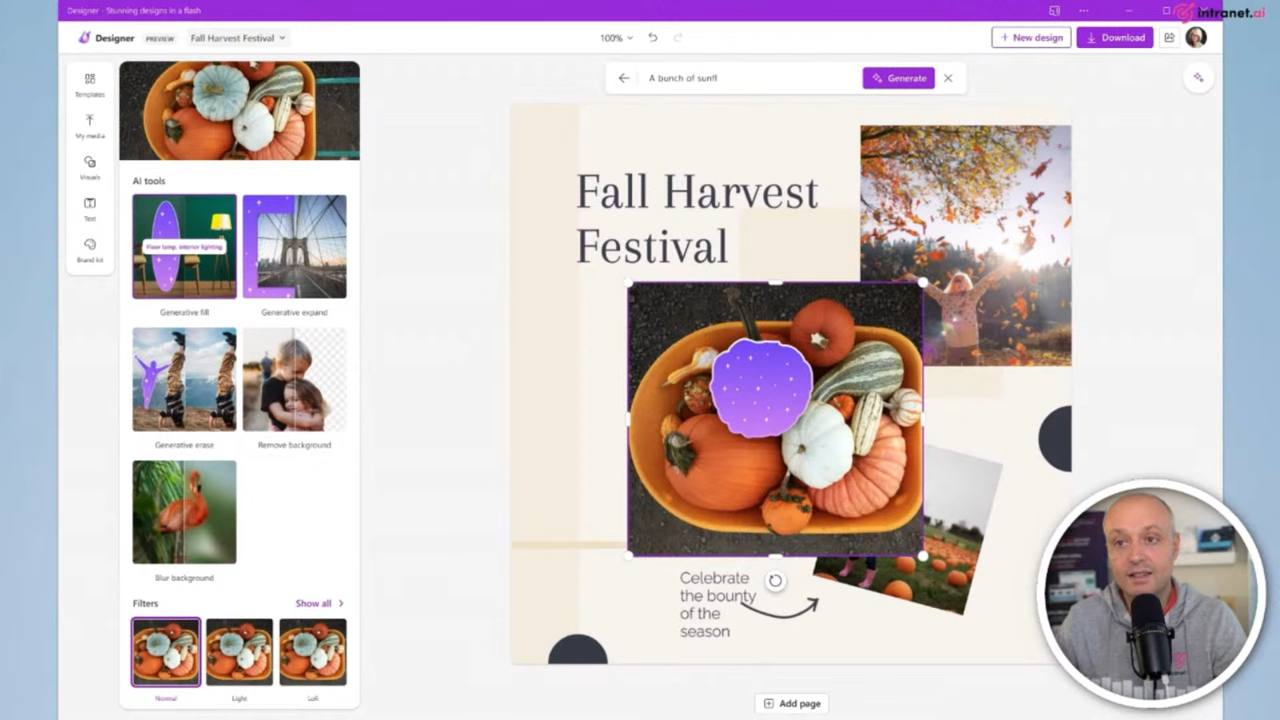 Designer - Stunning designs in a flash
intranet.ai
Designer
PREVIEW
Fall Harvest Festival
100%
+ New design
Download
Templates
My media
Visuals
Text
Brand kit
AI tools
Floor lamp, interior lighting
Generative fill
Generative expand
Generative erase
Remove background
Blur background
Filters
Show all
Normal
Light
Lofi
A bunch of sunfl
Generate
Fall Harvest
Festival
Celebrate
the bounty
of the
season
Add page